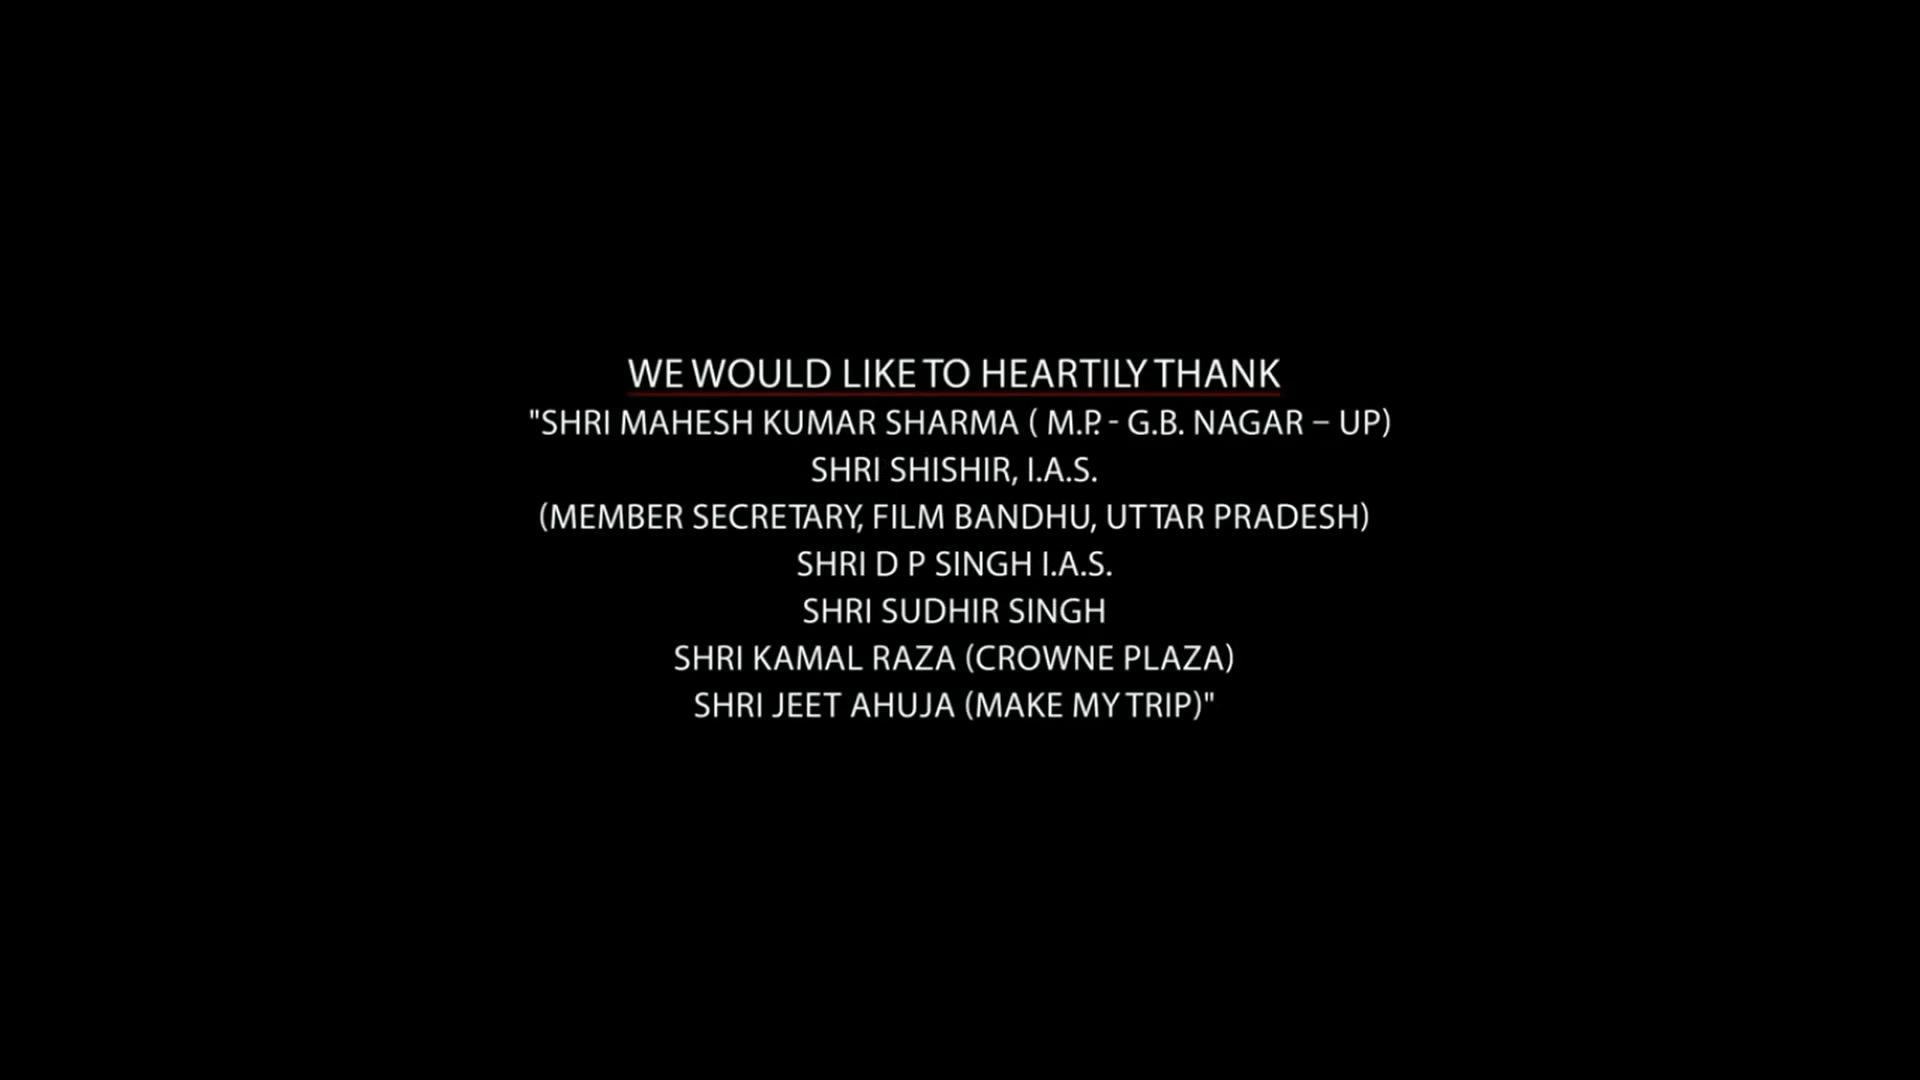 WE WOULD LIKE TO HEARTILY THANK
"SHRI MAHESH KUMAR SHARMA ( M.P. - G.B. NAGAR – UP)
SHRI SHISHIR, I.A.S.
(MEMBER SECRETARY, FILM BANDHU, UTTAR PRADESH)
SHRI D P SINGH I.A.S.
SHRI SUDHIR SINGH
SHRI KAMAL RAZA (CROWNE PLAZA)
SHRI JEET AHUJA (MAKE MY TRIP)"